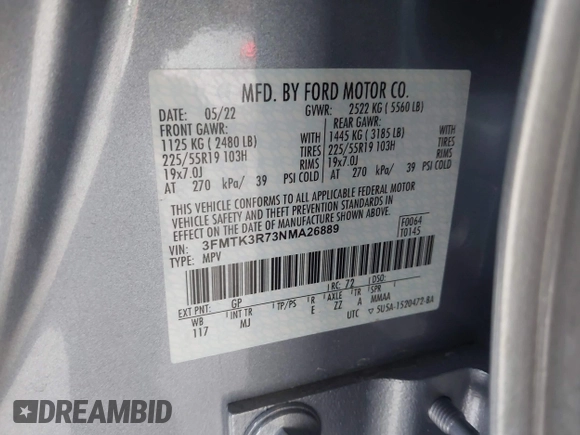 MFD. BY FORD MOTOR CO.
DATE: 05/22 GVWR: 2522 KG ( 5560 LB)
FRONT GAWR: REAR GAWR:
1125 KG ( 2480 LB) WITH 1445 KG ( 3185 LB) WITH
225/55R19 103H TIRES 225/55R19 103H TIRES
19x7.0J RIMS 19x7.0J RIMS
AT 270 kPa/ 39 PSI COLD AT 270 kPa/ 39 PSI COLD
THIS VEHICLE CONFORMS TO ALL APPLICABLE FEDERAL MOTOR
VEHICLE SAFETY AND THEFT PREVENTION STANDARDS IN
EFFECT ON THE DATE OF MANUFACTURE SHOWN ABOVE.
VIN: 3FMTK3R73NMA26889 F0064
TYPE: MPV T0145
EXT PNT: GP RC: 72 DSO:
WB INT TR TP/PS R AXLE TR SPR
117 MJ E ZZ A MMAA
UTC ▽ 5U5A-1520472-BA
DREAMBID